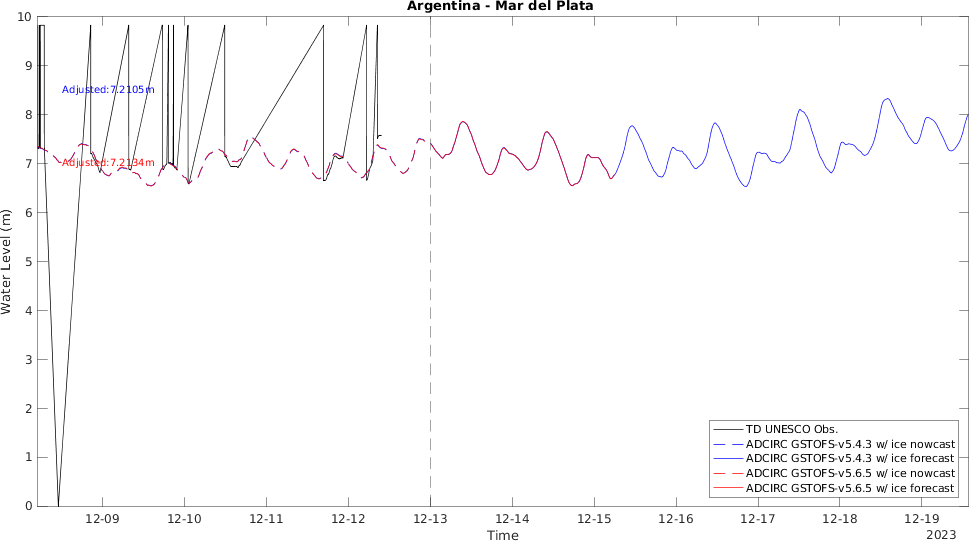 Argentina - Mar del Plata
Water Level (m)
10
9
8
7
6
5
4
3
2
1
0
Adjusted:7.2105m
Adjusted:7.2134m
12-09
12-10
12-11
12-12
12-13
12-14
12-15
12-16
12-17
12-18
12-19
Time
2023
TD UNESCO Obs.
ADCIRC GSTOFS-v5.4.3 w/ ice nowcast
ADCIRC GSTOFS-v5.4.3 w/ ice forecast
ADCIRC GSTOFS-v5.6.5 w/ ice nowcast
ADCIRC GSTOFS-v5.6.5 w/ ice forecast